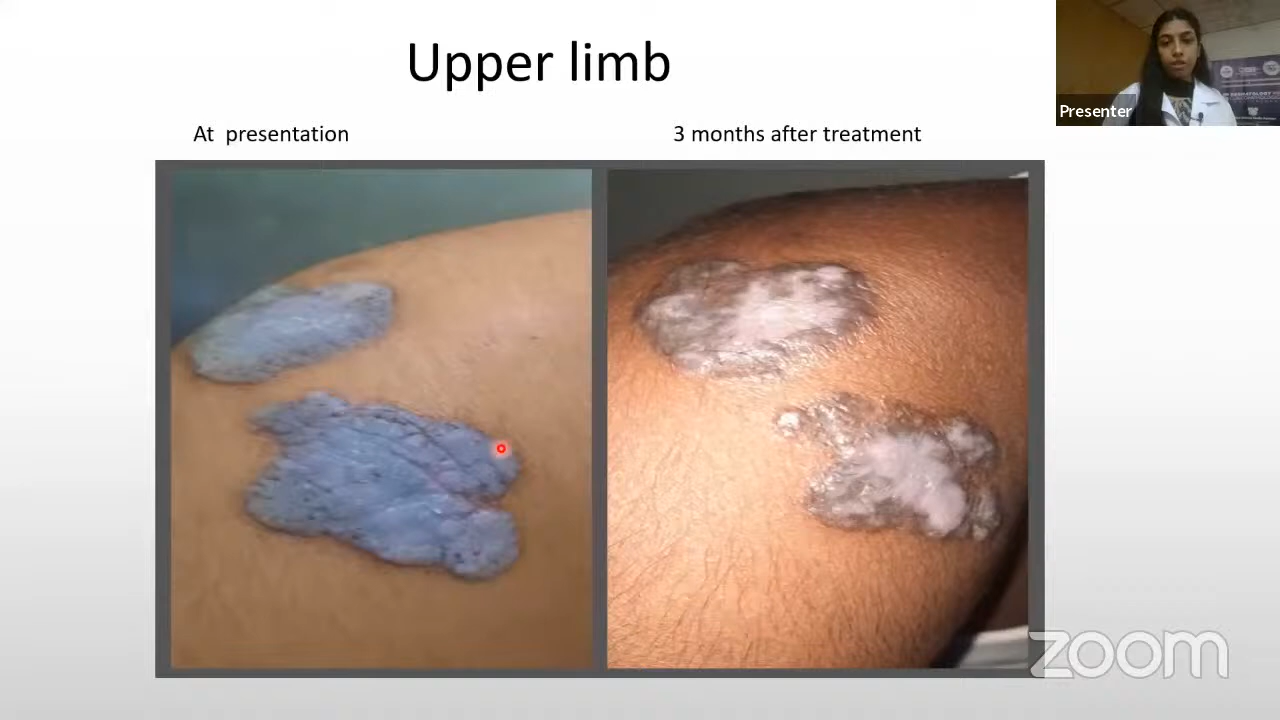 Upper limb
At  presentation
3 months after treatment
Presenter
zoom